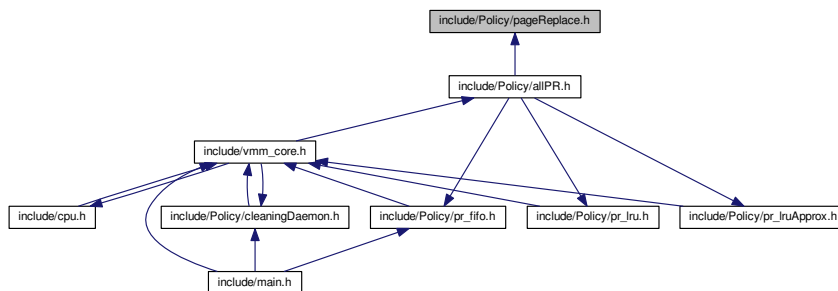 include/Policy/pageReplace.h
include/Policy/allPR.h
include/vmm_core.h
include/cpu.h
include/Policy/cleaningDaemon.h
include/Policy/pr_fifo.h
include/Policy/pr_lru.h
include/Policy/pr_lruApprox.h
include/main.h